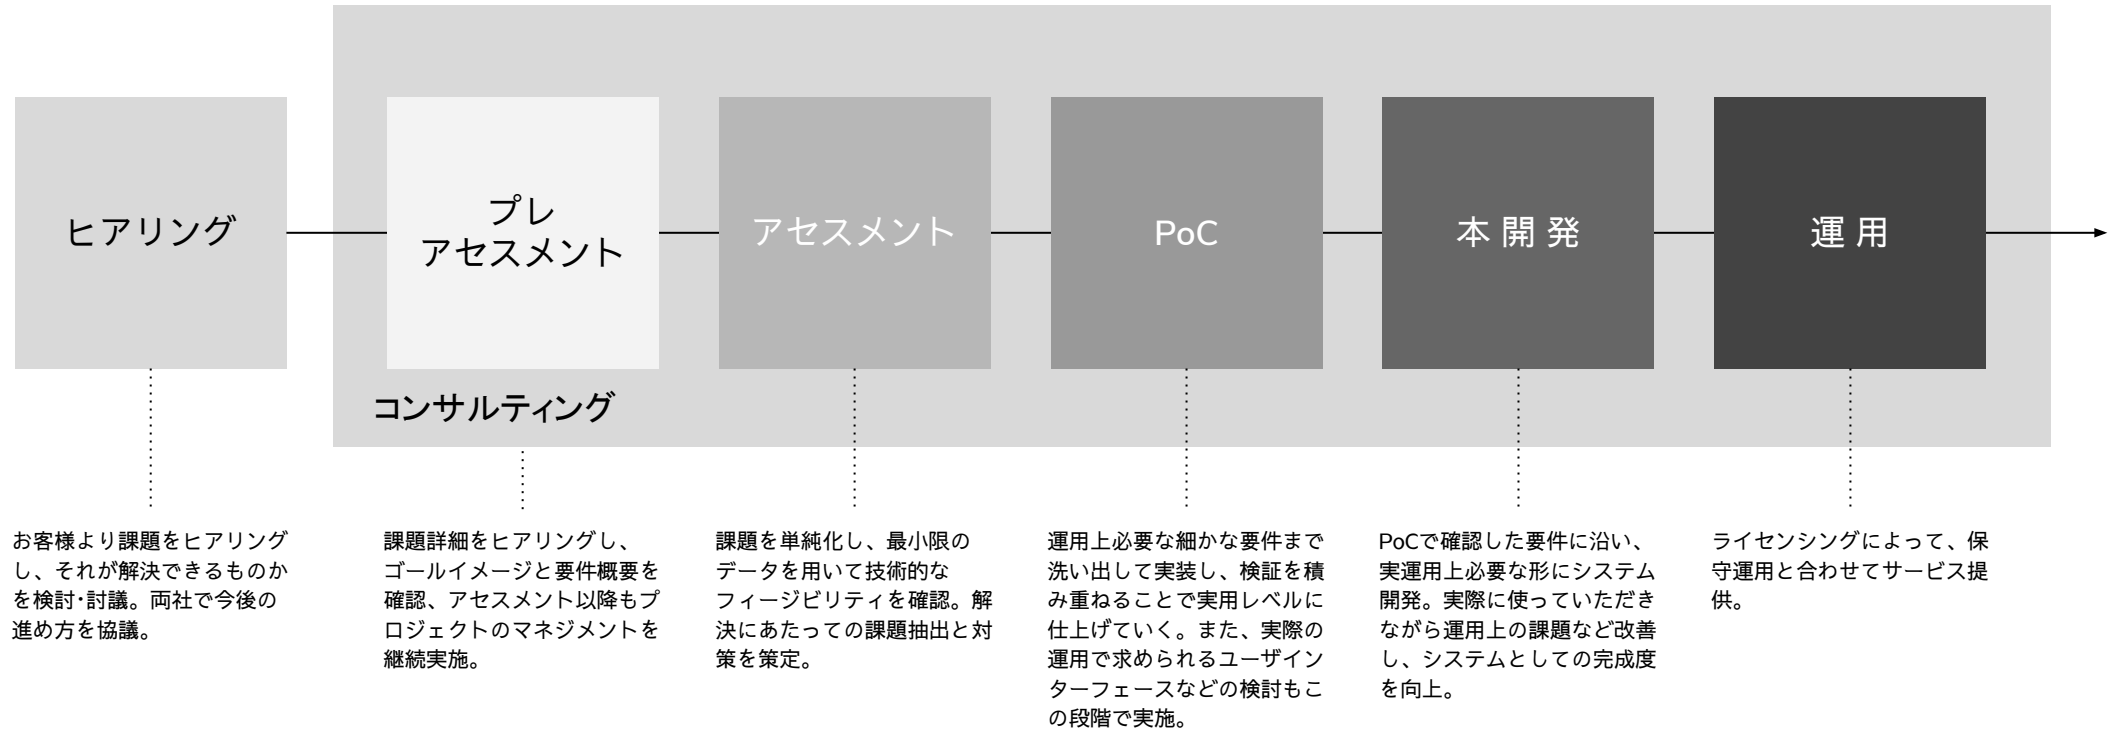 ヒアリング
プレ
アセスメント
アセスメント
PoC
本開発
運用
コンサルティング
お客様より課題をヒアリング
し、それが解決できるものか
を検討･討議。両社で今後の
進め方を協議。
課題詳細をヒアリングし、
ゴールイメージと要件概要を
確認、アセスメント以降もプ
ロジェクトのマネジメントを
継続実施。
課題を単純化し、最小限の
データを用いて技術的な
フィージビリティを確認。解
決にあたっての課題抽出と対
策を策定。
運用上必要な細かな要件まで
洗い出して実装し、検証を積
み重ねることで実用レベルに
仕上げていく。また、実際の
運用で求められるユーザイン
ターフェースなどの検討もこ
の段階で実施。
PoCで確認した要件に沿い、
実運用上必要な形にシステム
開発。実際に使っていただき
ながら運用上の課題など改善
し、システムとしての完成度
を向上。
ライセンシングによって、保
守運用と合わせてサービス提
供。